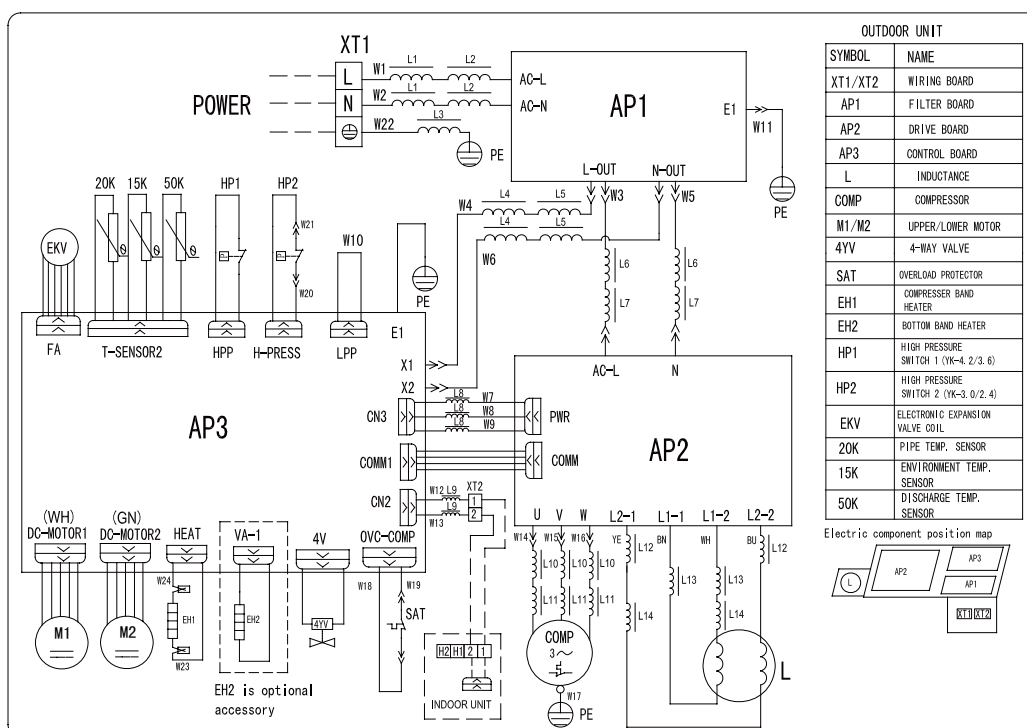 OUTDOOR UNIT
SYMBOL NAME
XT1/XT2 WIRING BOARD
AP1 FILTER BOARD
AP2 DRIVE BOARD
AP3 CONTROL BOARD
L INDUCTANCE
COMP COMPRESSOR
M1/M2 UPPER/LOWER MOTOR
4YV 4-WAY VALVE
SAT OVERLOAD PROTECTOR
EH1 COMPRESSER BAND
HEATER
EH2 BOTTOM BAND HEATER
HP1 HIGH PRESSURE
SWITCH 1 (YK-4.2/3.6)
HP2 HIGH PRESSURE
SWITCH 2 (YK-3.0/2.4)
EKV ELECTRONIC EXPANSION
VALVE COIL
20K PIPE TEMP. SENSOR
15K ENVIRONMENT TEMP.
SENSOR
50K DISCHARGE TEMP.
SENSOR
Electric component position map
L AP2 AP3
AP1
XT1 XT2
XT1
POWER
L W1 L1 L2 AC-L
N W2 L1 L2 AC-N
W22 L3 PE
AP1
E1 W11 PE
L-OUT N-OUT
W3 W5
W4 L4 L5
W6 L4 L5
L6 L6
L7 L7
20K 15K 50K HP1 HP2
θ θ θ
P P
W21
W20
W10
EKV
PE
FA T-SENSOR2 HPP H-PRESS LPP E1
X1
X2
AP3
CN3 L8 W7 PWR
L8 W8
L8 W9
COMM1 COMM
CN2 W12 L9 XT2 1
W13 L9 2
AC-L N
AP2
U V W L2-1 L1-1 L1-2 L2-2
W14 W15 W16 YE BN WH BU
L10 L10 L10 L12 L12
L13 L13
L11 L11 L11 L14 L14
COMP
3~
W17
PE
L
(WH) (GN)
DC-MOTOR1 DC-MOTOR2 HEAT VA-1 4V OVC-COMP
W24 W18 W19
EH1 EH2 4YV SAT
M1 M2
W23
EH2 is optional
accessory
H2 H1 2 1
INDOOR UNIT